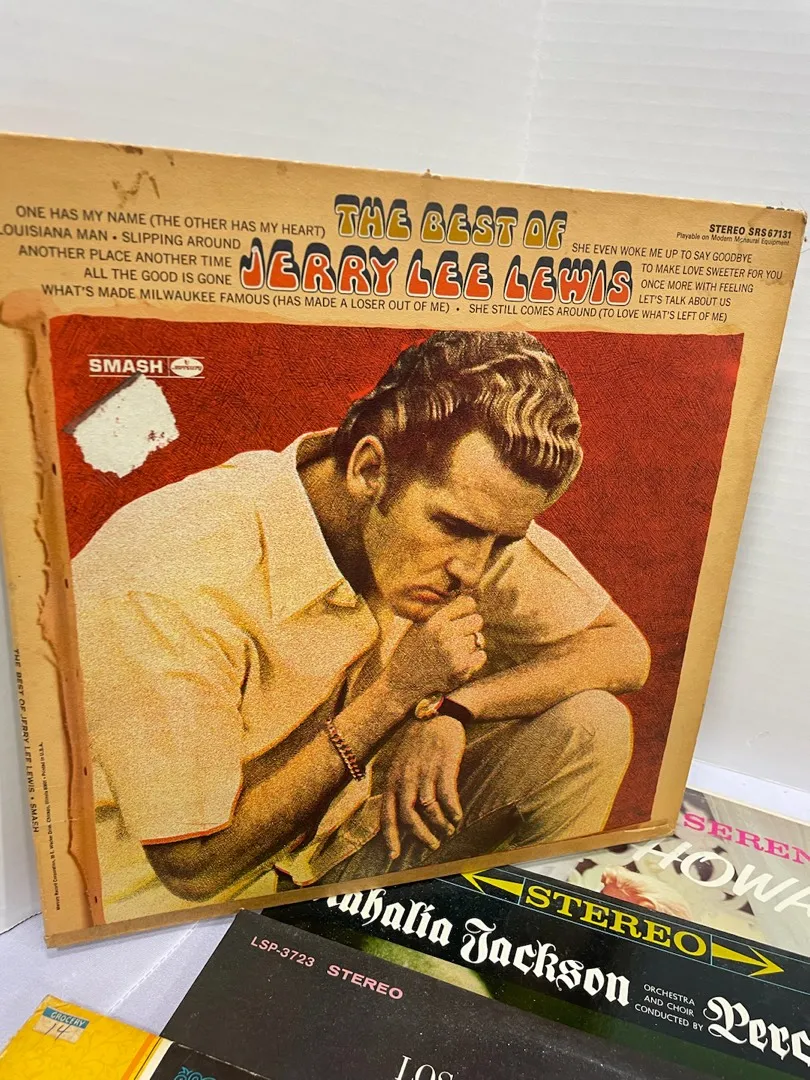 THE BEST OF
JERRY LEE LEWIS
ONE HAS MY NAME (THE OTHER HAS MY HEART)
LOUISIANA MAN • SLIPPING AROUND
ANOTHER PLACE ANOTHER TIME
ALL THE GOOD IS GONE
WHAT'S MADE MILWAUKEE FAMOUS (HAS MADE A LOSER OUT OF ME) • SHE STILL COMES AROUND (TO LOVE WHAT'S LEFT OF ME)
SHE EVEN WOKE ME UP TO SAY GOODBYE
TO MAKE LOVE SWEETER FOR YOU
ONCE MORE WITH FEELING
LET'S TALK ABOUT US
STEREO SRS67131
Playable on Modern Monaural Equipment
SMASH
THE BEST OF JERRY LEE LEWIS • SMASH
SEREN
HOWA
STEREO
Mahalia Jackson
ORCHESTRA
AND CHOIR
CONDUCTED BY
Perc
LSP-3723 STEREO
LOS
GROCERY
14